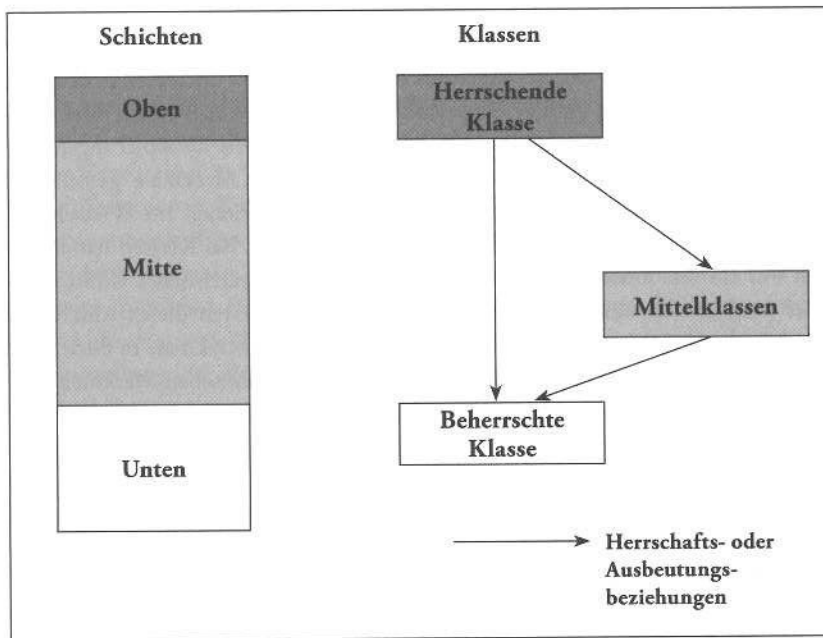 Schichten
Klassen
Oben
Mitte
Unten
Herrschende
Klasse
Mittelklassen
Beherrschte
Klasse
Herrschafts- oder
Ausbeutungs-
beziehungen